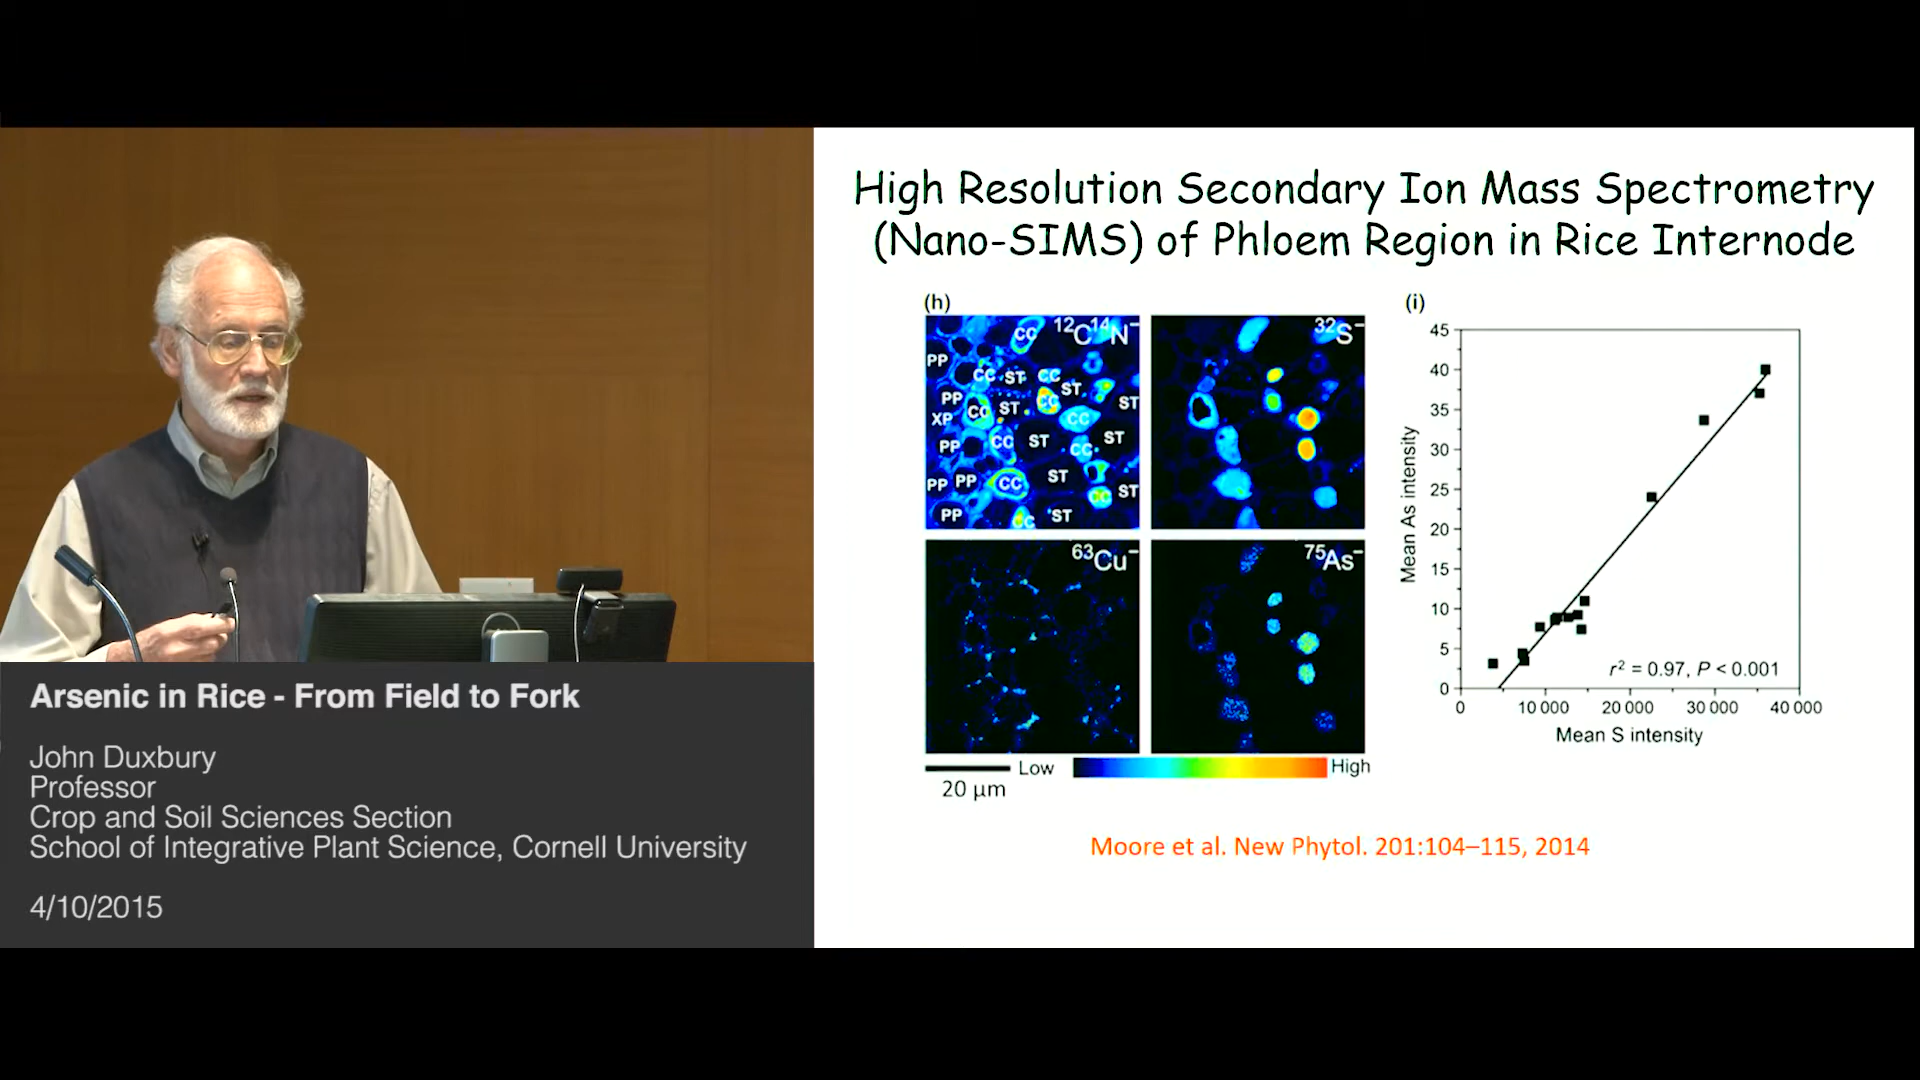 High Resolution Secondary Ion Mass Spectrometry
(Nano-SIMS) of Phloem Region in Rice Internode
(h)
CC 12C14N-
PP
CC ST CC
PP ST ST
XP CC ST CC CC
PP CC ST CC ST
PP PP CC ST CC ST
PP CC ST
32S-
63Cu-
75As-
Low High
20 µm
(i)
Mean As intensity
45
40
35
30
25
20
15
10
5
0
r2 = 0.97, P < 0.001
0 10 000 20 000 30 000 40 000
Mean S intensity
Moore et al. New Phytol. 201:104–115, 2014
Arsenic in Rice - From Field to Fork
John Duxbury
Professor
Crop and Soil Sciences Section
School of Integrative Plant Science, Cornell University
4/10/2015